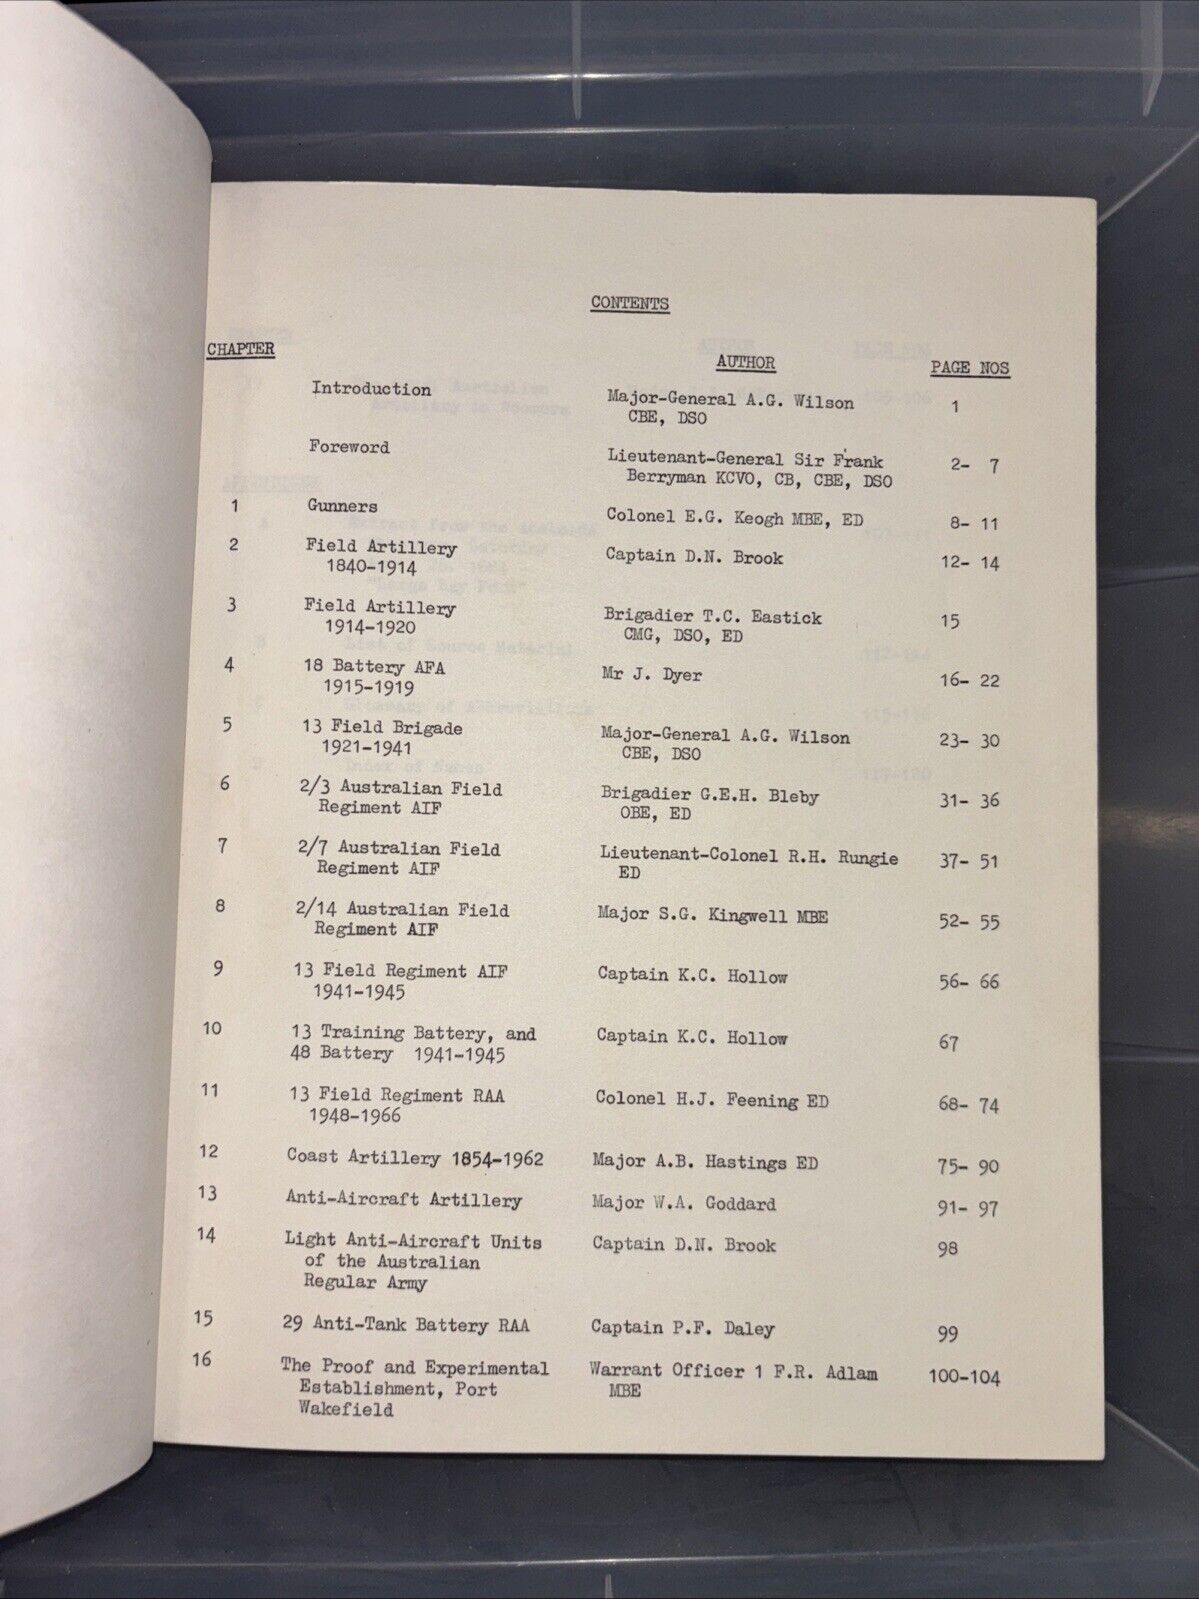 CONTENTS
CHAPTER AUTHOR PAGE NOS
Introduction Major-General A.G. Wilson 1
CBE, DSO
Foreword Lieutenant-General Sir Frank 2- 7
Berryman KCVO, CB, CBE, DSO
1 Gunners Colonel E.G. Keogh MBE, ED 8- 11
2 Field Artillery Captain D.N. Brook 12- 14
1840-1914
3 Field Artillery Brigadier T.C. Eastick 15
1914-1920 CMG, DSO, ED
4 18 Battery AFA Mr J. Dyer 16- 22
1915-1919
5 13 Field Brigade Major-General A.G. Wilson 23- 30
1921-1941 CBE, DSO
6 2/3 Australian Field Brigadier G.E.H. Bleby 31- 36
Regiment AIF OBE, ED
7 2/7 Australian Field Lieutenant-Colonel R.H. Rungie 37- 51
Regiment AIF ED
8 2/14 Australian Field Major S.G. Kingwell MBE 52- 55
Regiment AIF
9 13 Field Regiment AIF Captain K.C. Hollow 56- 66
1941-1945
10 13 Training Battery, and Captain K.C. Hollow 67
48 Battery 1941-1945
11 13 Field Regiment RAA Colonel H.J. Feening ED 68- 74
1948-1966
12 Coast Artillery 1854-1962 Major A.B. Hastings ED 75- 90
13 Anti-Aircraft Artillery Major W.A. Goddard 91- 97
14 Light Anti-Aircraft Units Captain D.N. Brook 98
of the Australian
Regular Army
15 29 Anti-Tank Battery RAA Captain P.F. Daley 99
16 The Proof and Experimental Warrant Officer 1 F.R. Adlam 100-104
Establishment, Port MBE
Wakefield